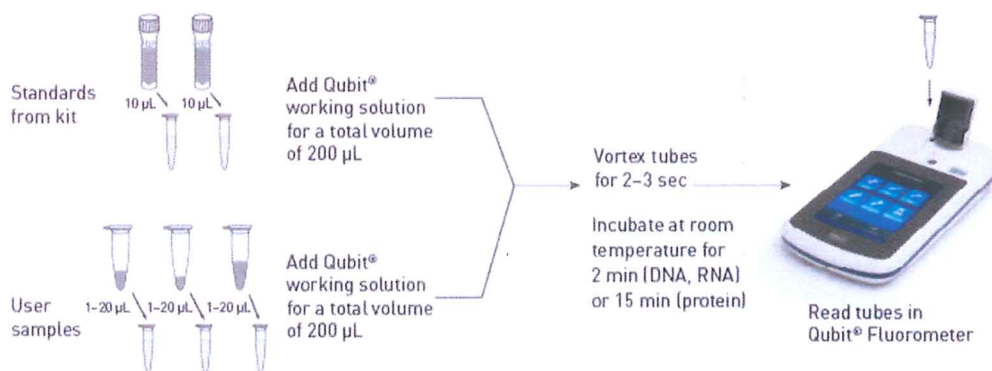 Standards
from kit
10 µL
10 µL
Add Qubit®
working solution
for a total volume
of 200 µL
User
samples
1–20 µL
1–20 µL
1–20 µL
Add Qubit®
working solution
for a total volume
of 200 µL
Vortex tubes
for 2–3 sec
Incubate at room
temperature for
2 min (DNA, RNA)
or 15 min (protein)
Read tubes in
Qubit® Fluorometer